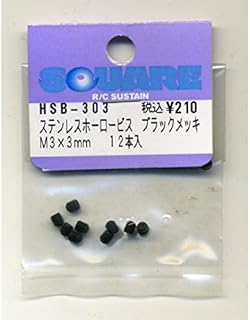 SQUARE
R/C SUSTAIN
HSB-303 税込 ¥210
ステンレスホーロービス ブラックメッキ
M3×3mm 12本入